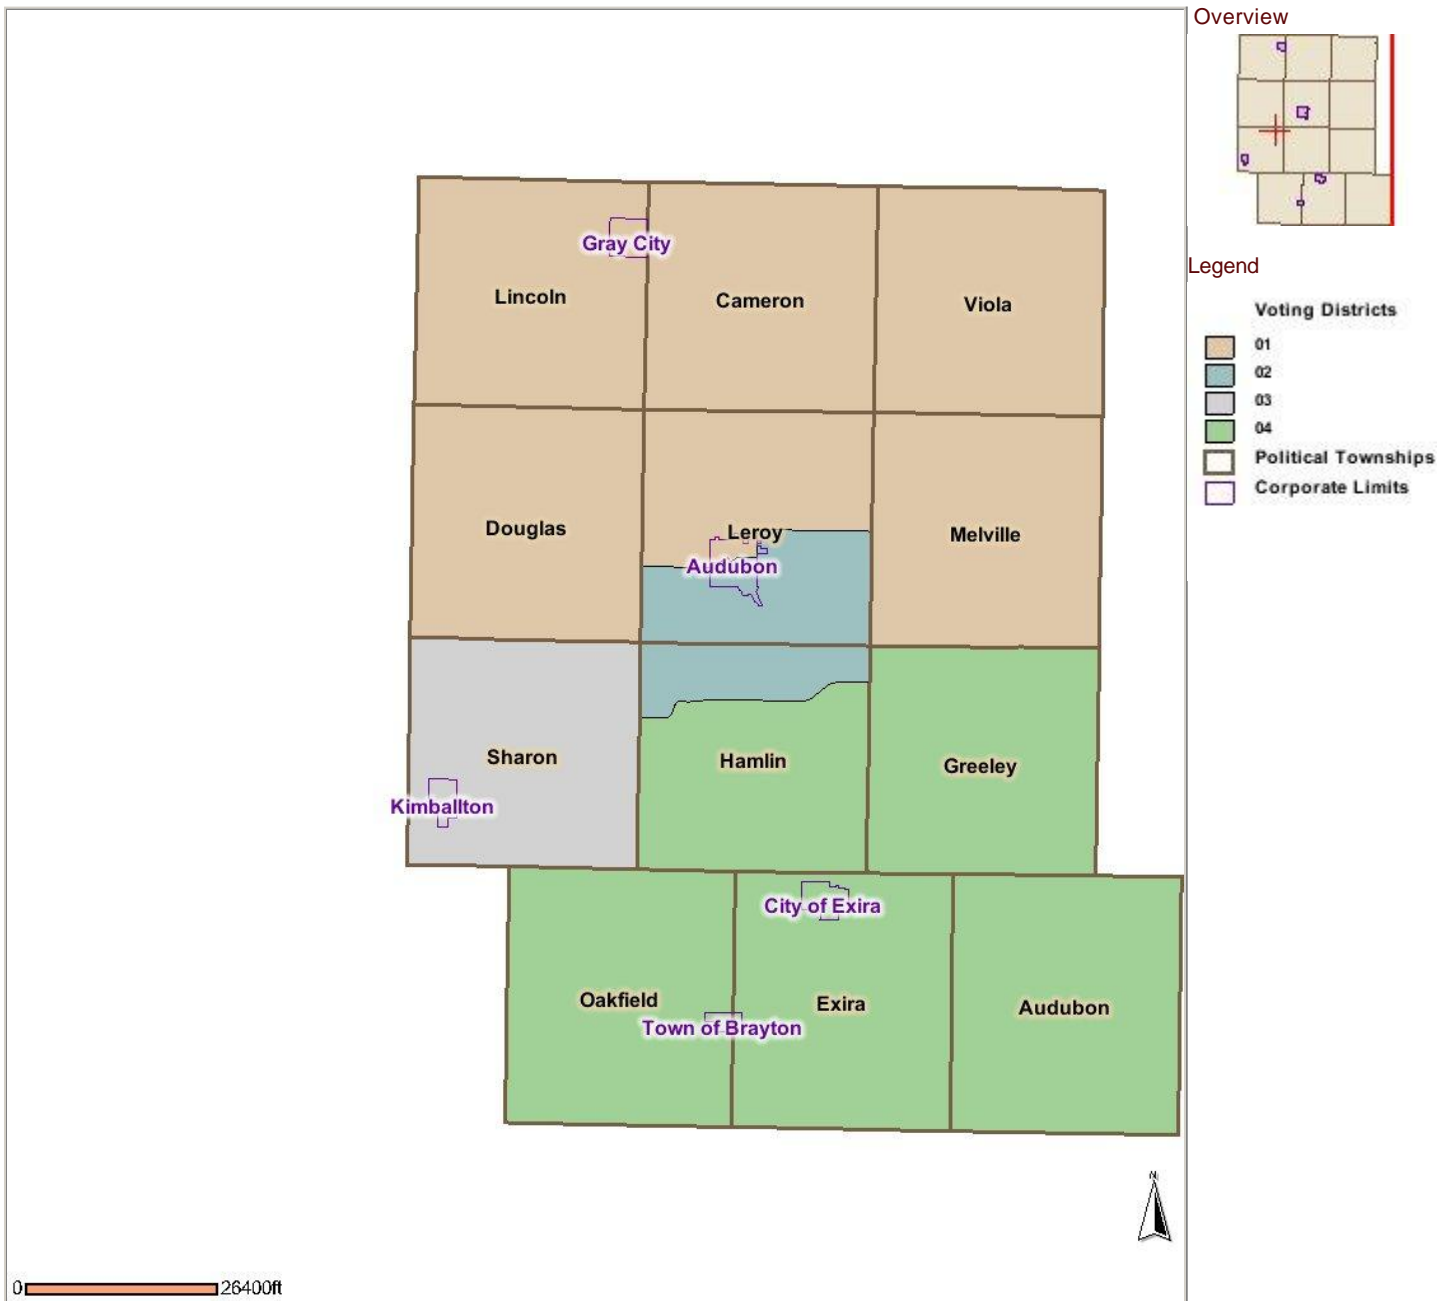 Overview
Legend
Voting Districts
01
02
03
04
Political Townships
Corporate Limits
Gray City
Lincoln
Cameron
Viola
Douglas
Leroy
Melville
Audubon
Sharon
Hamlin
Greeley
Kimballton
City of Exira
Oakfield
Exira
Audubon
Town of Brayton
N
0 26400ft